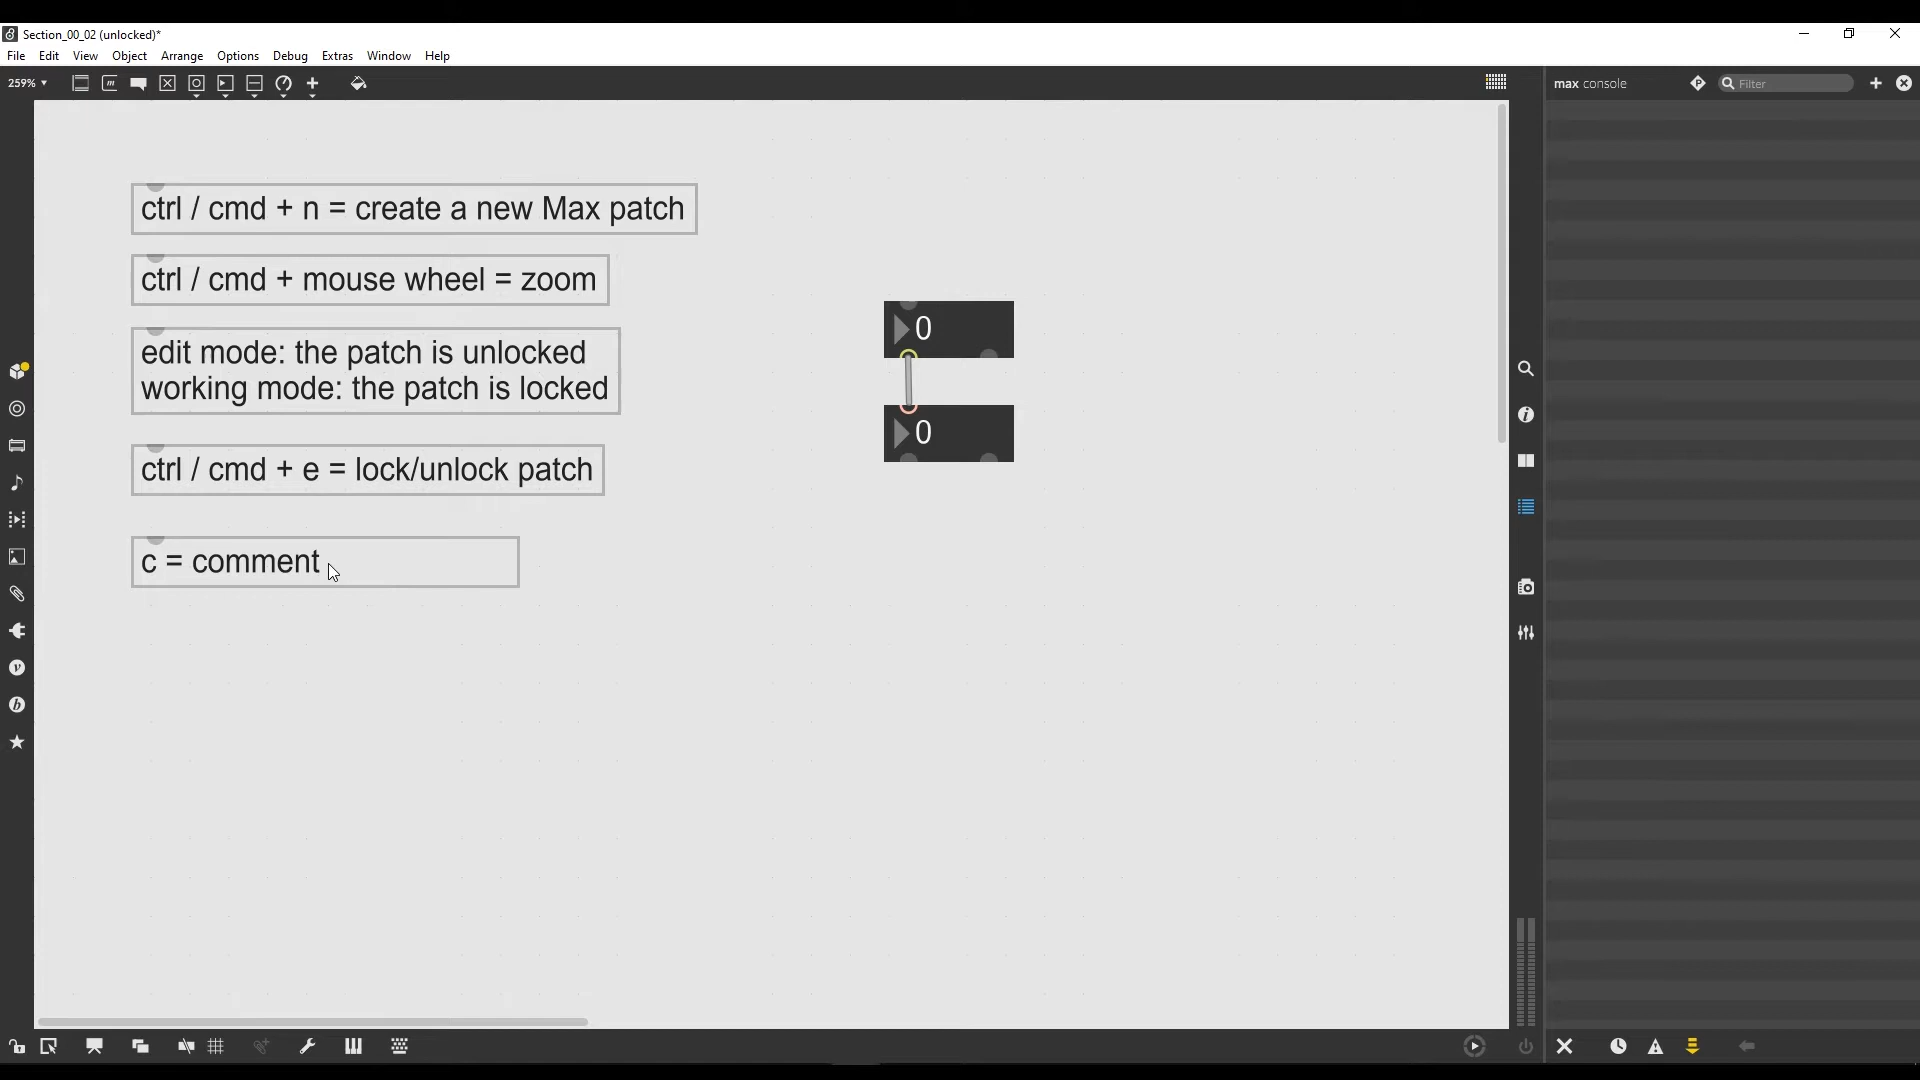 Section_00_02 (unlocked)*
File Edit View Object Arrange Options Debug Extras Window Help
259%
max console
Filter
ctrl / cmd + n = create a new Max patch
ctrl / cmd + mouse wheel = zoom
edit mode: the patch is unlocked
working mode: the patch is locked
ctrl / cmd + e = lock/unlock patch
c = comment
0
0